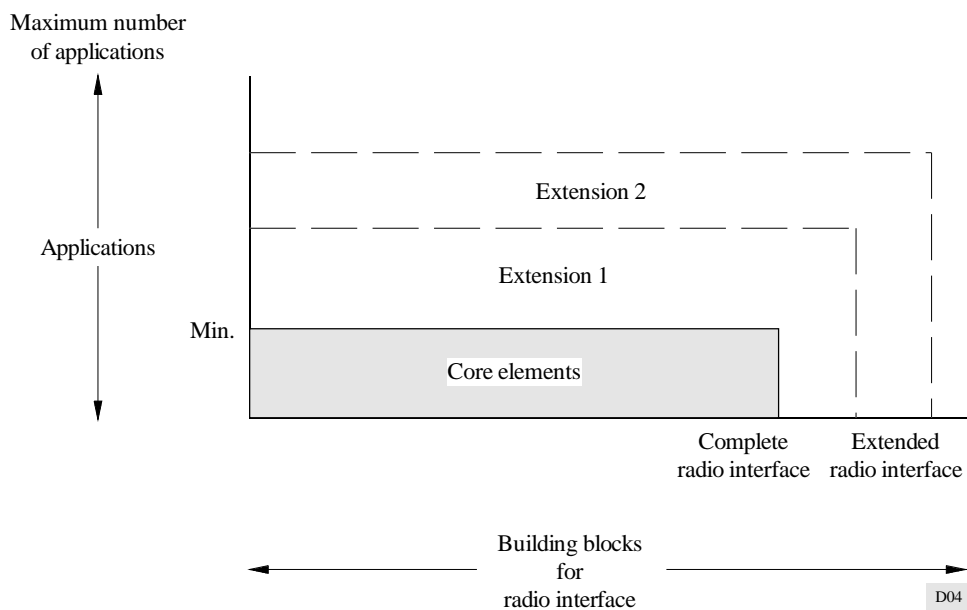 Maximum number
of applications
Extension 2
Applications
Extension 1
Min.
Core elements
Complete
radio interface
Extended
radio interface
Building blocks
for
radio interface
D04